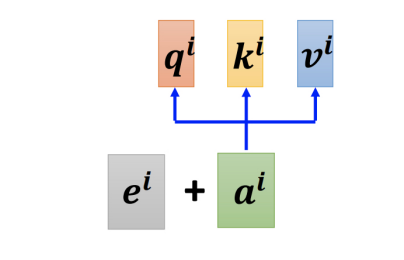 qⁱ kⁱ vⁱ
eⁱ + aⁱ